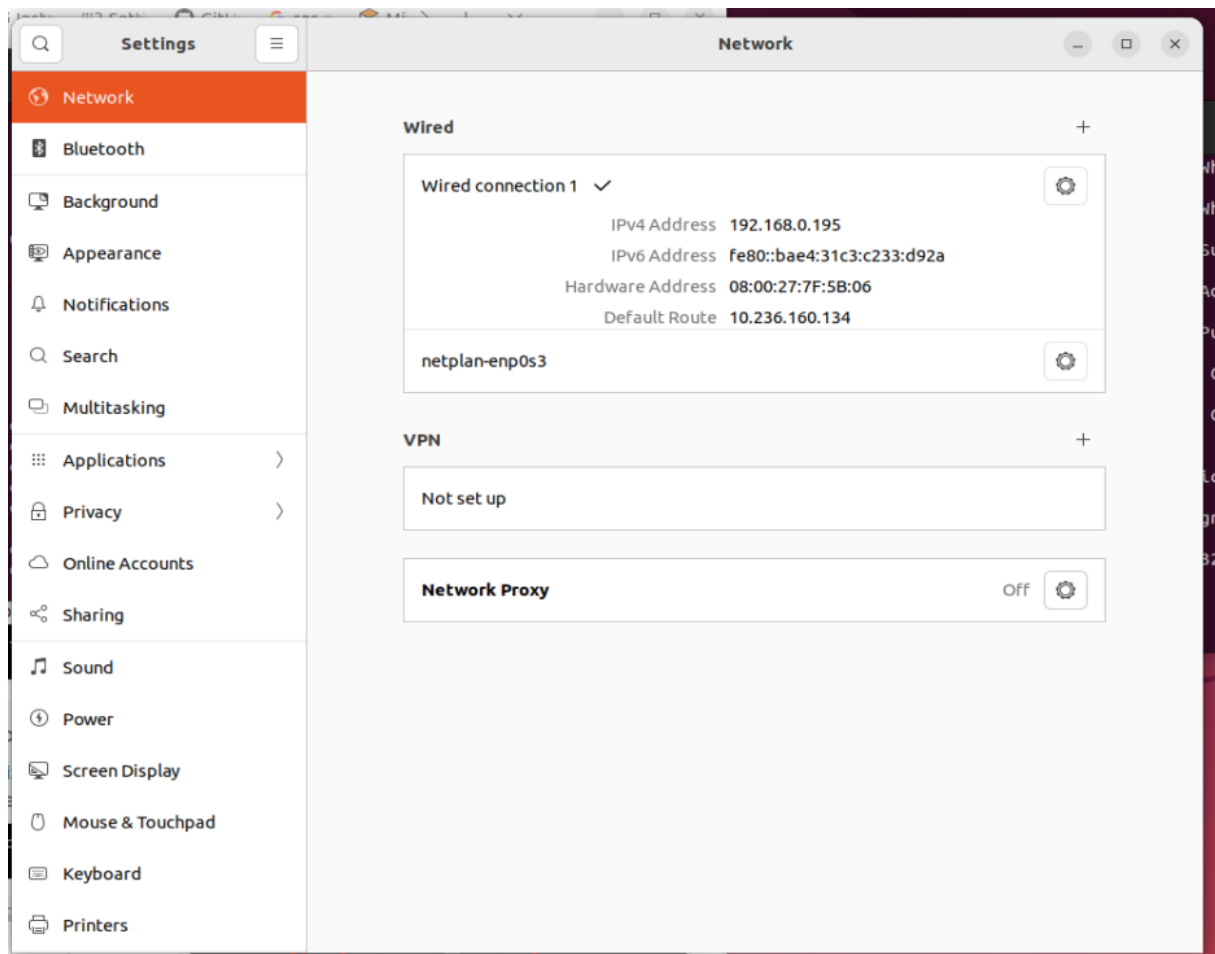 Settings
Network
Network
Bluetooth
Background
Appearance
Notifications
Search
Multitasking
Applications
Privacy
Online Accounts
Sharing
Sound
Power
Screen Display
Mouse & Touchpad
Keyboard
Printers
Wired
Wired connection 1
IPv4 Address 192.168.0.195
IPv6 Address fe80::bae4:31c3:c233:d92a
Hardware Address 08:00:27:7F:5B:06
Default Route 10.236.160.134
netplan-enp0s3
VPN
Not set up
Network Proxy Off